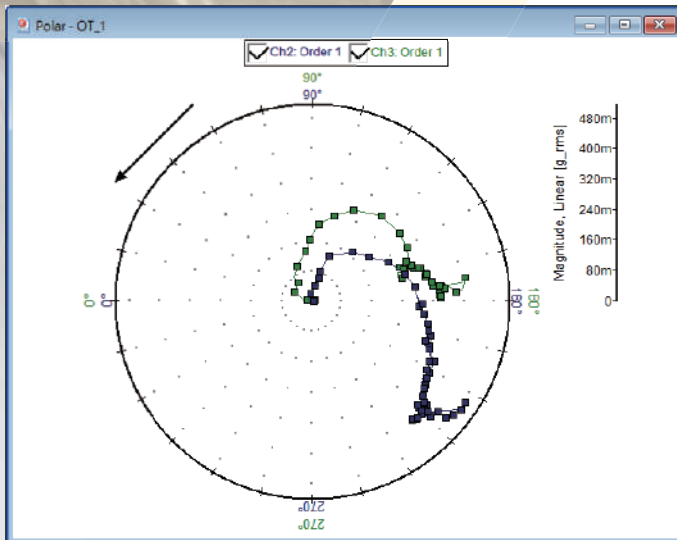 Polar - OT_1
Ch2: Order 1 Ch3: Order 1
90°
90°
480m
400m
320m
240m
160m
80m
0
Magnitude, Linear [g_rms]
0° 0°
180° 180°
270°
270°